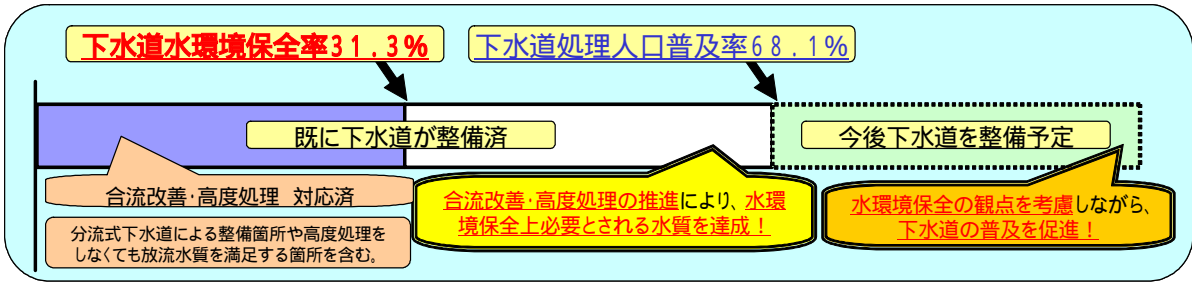 下水道水環境保全率31.3%
下水道処理人口普及率68.1%
既に下水道が整備済
今後下水道を整備予定
合流改善・高度処理 対応済
分流式下水道による整備箇所や高度処理を
しなくても放流水質を満足する箇所を含む。
合流改善・高度処理の推進により、水環
境保全上必要とされる水質を達成！
水環境保全の観点を考慮しながら、
下水道の普及を促進！